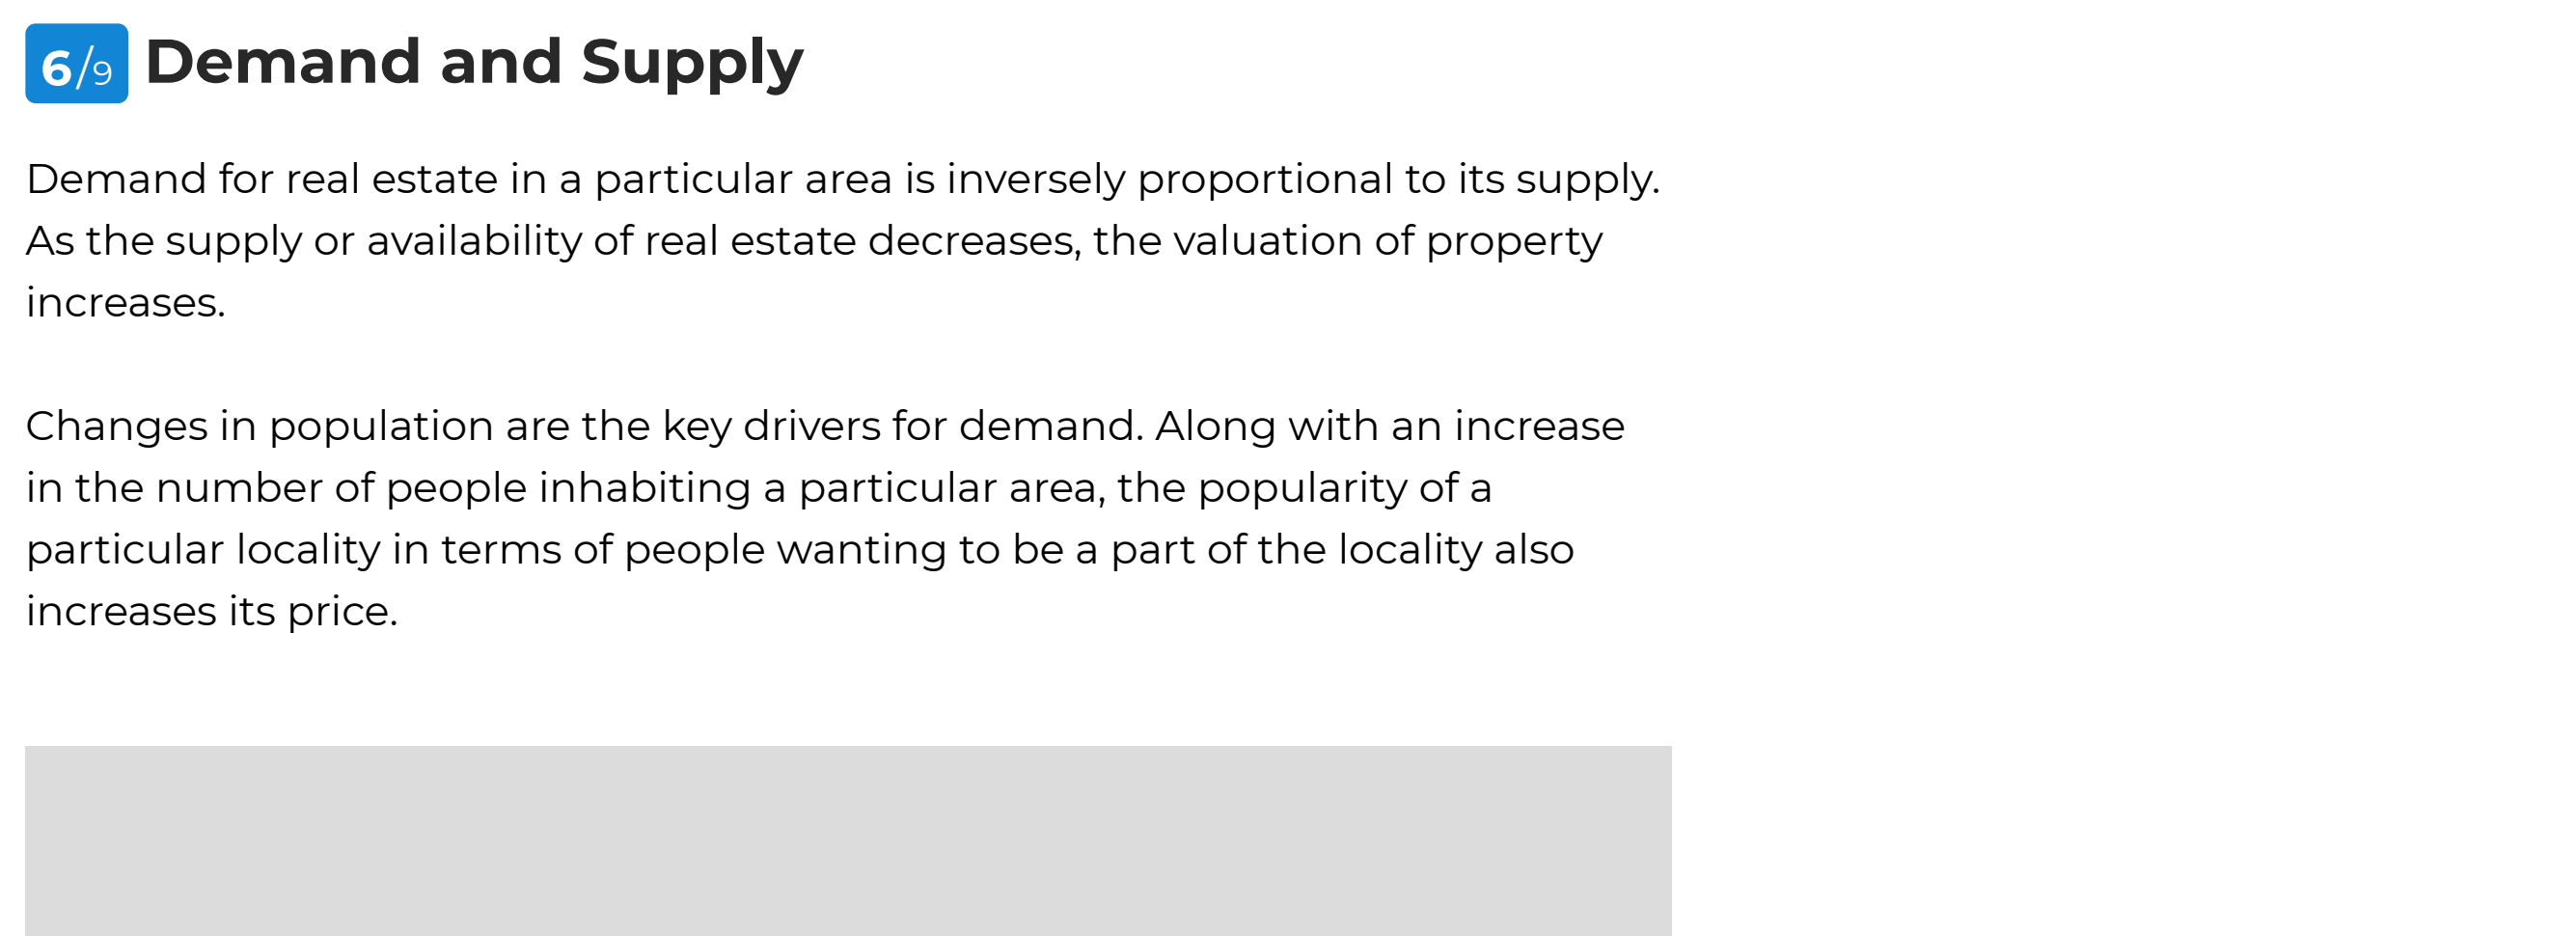 6/9 Demand and Supply
Demand for real estate in a particular area is inversely proportional to its supply.
As the supply or availability of real estate decreases, the valuation of property
increases.
Changes in population are the key drivers for demand. Along with an increase
in the number of people inhabiting a particular area, the popularity of a
particular locality in terms of people wanting to be a part of the locality also
increases its price.